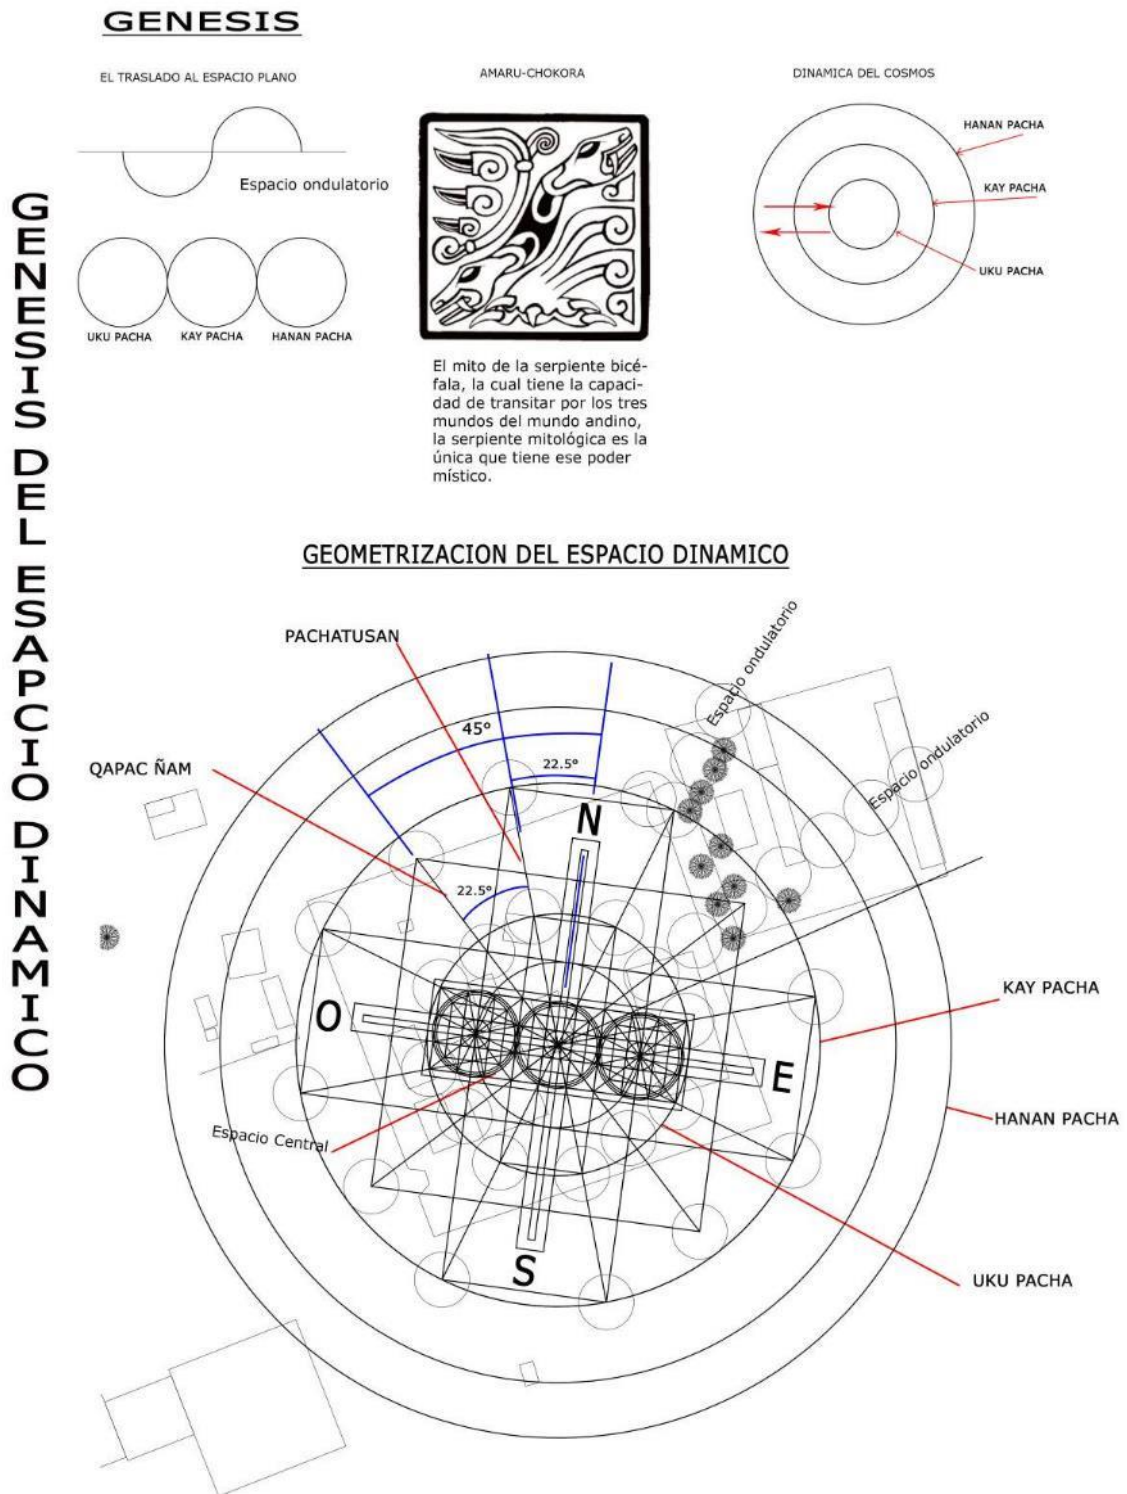 GENESIS
EL TRASLADO AL ESPACIO PLANO
Espacio ondulatorio
UKU PACHA
KAY PACHA
HANAN PACHA
AMARU-CHOKORA
El mito de la serpiente bicé-
fala, la cual tiene la capaci-
dad de transitar por los tres
mundos del mundo andino,
la serpiente mitológica es la
única que tiene ese poder
místico.
DINAMICA DEL COSMOS
HANAN PACHA
KAY PACHA
UKU PACHA
GENESIS DEL ESAPCIO DINAMICO
GEOMETRIZACION DEL ESPACIO DINAMICO
PACHATUSAN
Espacio ondulatorio
Espacio ondulatorio
45°
22.5°
QAPAC ÑAM
N
22.5°
KAY PACHA
O
E
HANAN PACHA
Espacio Central
S
UKU PACHA